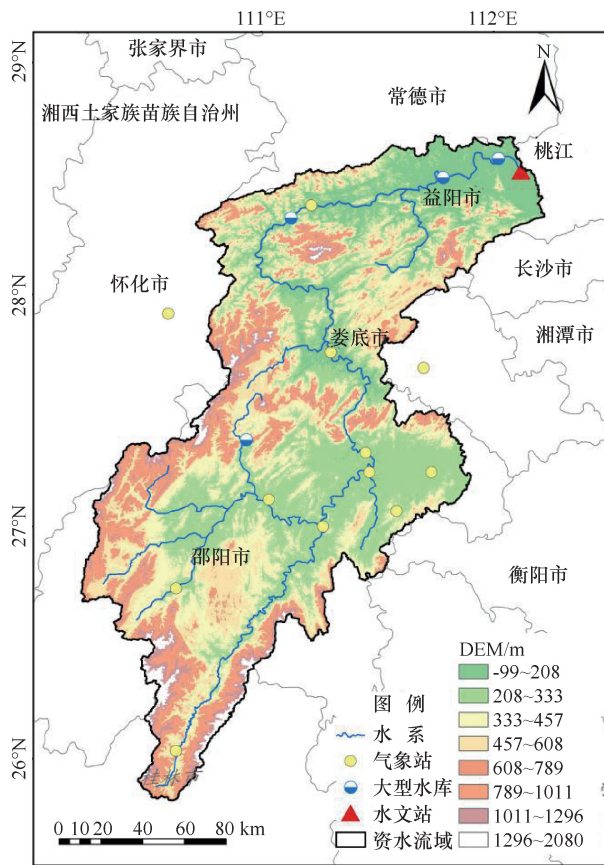 111°E
112°E
29°N
28°N
27°N
26°N
N
张家界市
常德市
湘西土家族苗族自治州
桃江
益阳市
长沙市
怀化市
湘潭市
娄底市
邵阳市
衡阳市
DEM/m
-99~208
208~333
333~457
457~608
608~789
789~1011
1011~1296
1296~2080
图 例
水 系
气象站
大型水库
水文站
资水流域
0 10 20 40 60 80 km